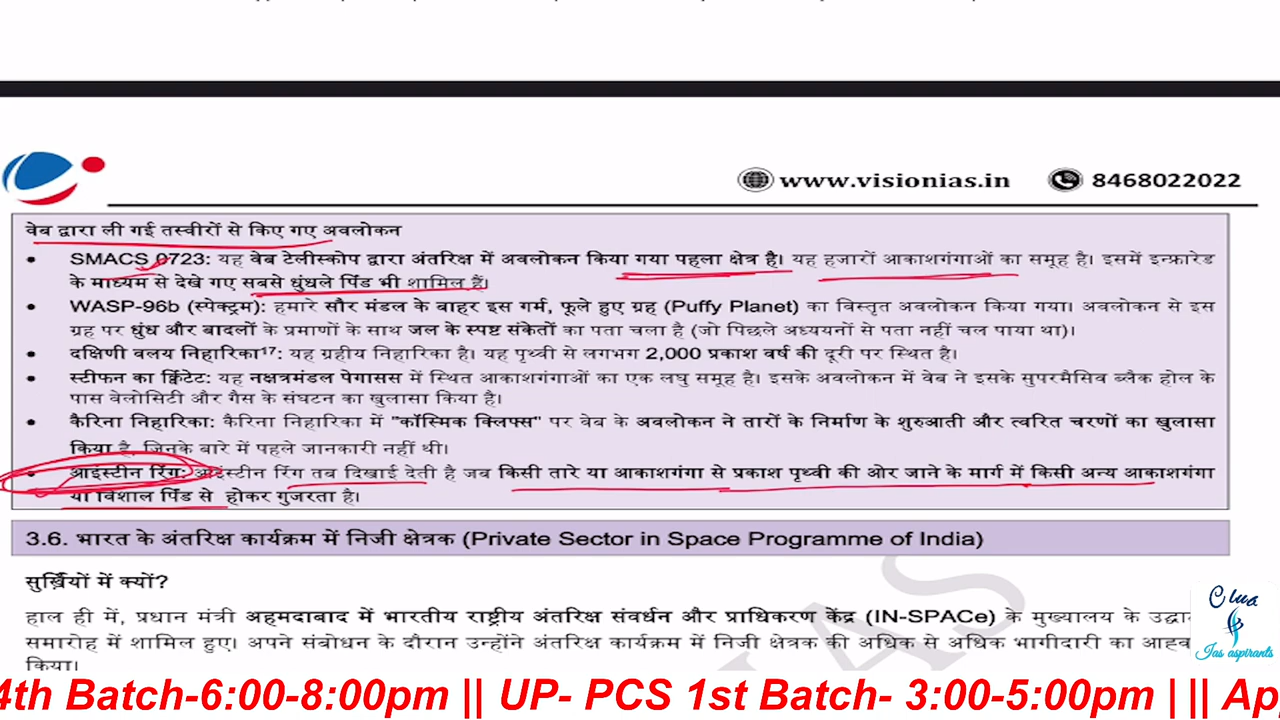 www.visionias.in 8468022022
वेब द्वारा ली गई तस्वीरों से किए गए अवलोकन
• SMACS 0723: यह वेब टेलीस्कोप द्वारा अंतरिक्ष में अवलोकन किया गया पहला क्षेत्र है। यह हजारों आकाशगंगाओं का समूह है। इसमें इन्फ्रारेड
के माध्यम से देखे गए सबसे धुंधले पिंड भी शामिल हैं।
• WASP-96b (स्पेक्ट्रम): हमारे सौर मंडल के बाहर इस गर्म, फूले हुए ग्रह (Puffy Planet) का विस्तृत अवलोकन किया गया। अवलोकन से इस
ग्रह पर धुंध और बादलों के प्रमाणों के साथ जल के स्पष्ट संकेतों का पता चला है (जो पिछले अध्ययनों से पता नहीं चल पाया था)।
• दक्षिणी वलय निहारिका¹⁷: यह ग्रहीय निहारिका है। यह पृथ्वी से लगभग 2,000 प्रकाश वर्ष की दूरी पर स्थित है।
• स्टीफन का क्विंटेट: यह नक्षत्रमंडल पेगासस में स्थित आकाशगंगाओं का एक लघु समूह है। इसके अवलोकन में वेब ने इसके सुपरमैसिव ब्लैक होल के
पास वेलोसिटी और गैस के संघटन का खुलासा किया है।
• कैरिना निहारिका: कैरिना निहारिका में "कॉस्मिक क्लिफ्स" पर वेब के अवलोकन ने तारों के निर्माण के शुरुआती और त्वरित चरणों का खुलासा
किया है, जिनके बारे में पहले जानकारी नहीं थी।
• आइंस्टीन रिंग: आइंस्टीन रिंग तब दिखाई देती है जब किसी तारे या आकाशगंगा से प्रकाश पृथ्वी की ओर जाने के मार्ग में किसी अन्य आकाशगंगा
या विशाल पिंड से होकर गुजरता है।
3.6. भारत के अंतरिक्ष कार्यक्रम में निजी क्षेत्रक (Private Sector in Space Programme of India)
सुर्ख़ियों में क्यों?
हाल ही में, प्रधान मंत्री अहमदाबाद में भारतीय राष्ट्रीय अंतरिक्ष संवर्धन और प्राधिकरण केंद्र (IN-SPACe) के मुख्यालय के उद्घा
समारोह में शामिल हुए। अपने संबोधन के दौरान उन्होंने अंतरिक्ष कार्यक्रम में निजी क्षेत्रक की अधिक से अधिक भागीदारी का आह्व
किया।
Clua
Jas aspirants
4th Batch-6:00-8:00pm || UP- PCS 1st Batch- 3:00-5:00pm | || App